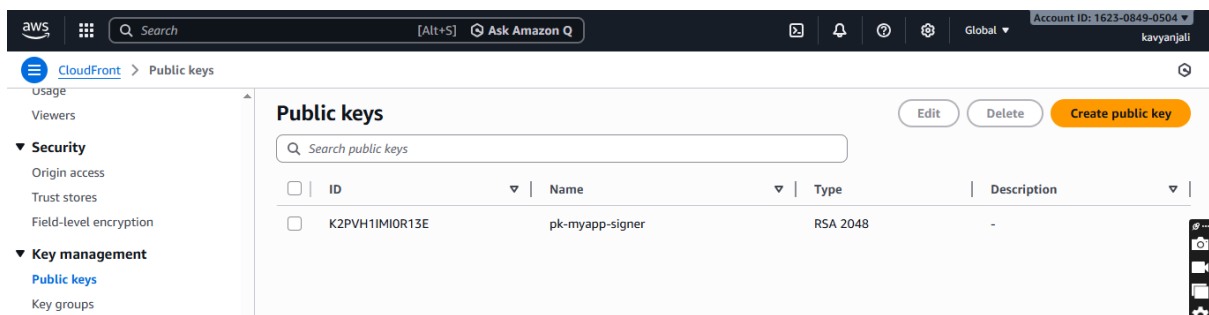 aws Search [Alt+S] Ask Amazon Q Global ▼ Account ID: 1623-0849-0504 ▼
kavyanjali
CloudFront > Public keys
Usage
Viewers
▼ Security
Origin access
Trust stores
Field-level encryption
▼ Key management
Public keys
Key groups
Public keys Edit Delete Create public key
Search public keys
ID Name Type Description
K2PVH1IMI0R13E pk-myapp-signer RSA 2048 -